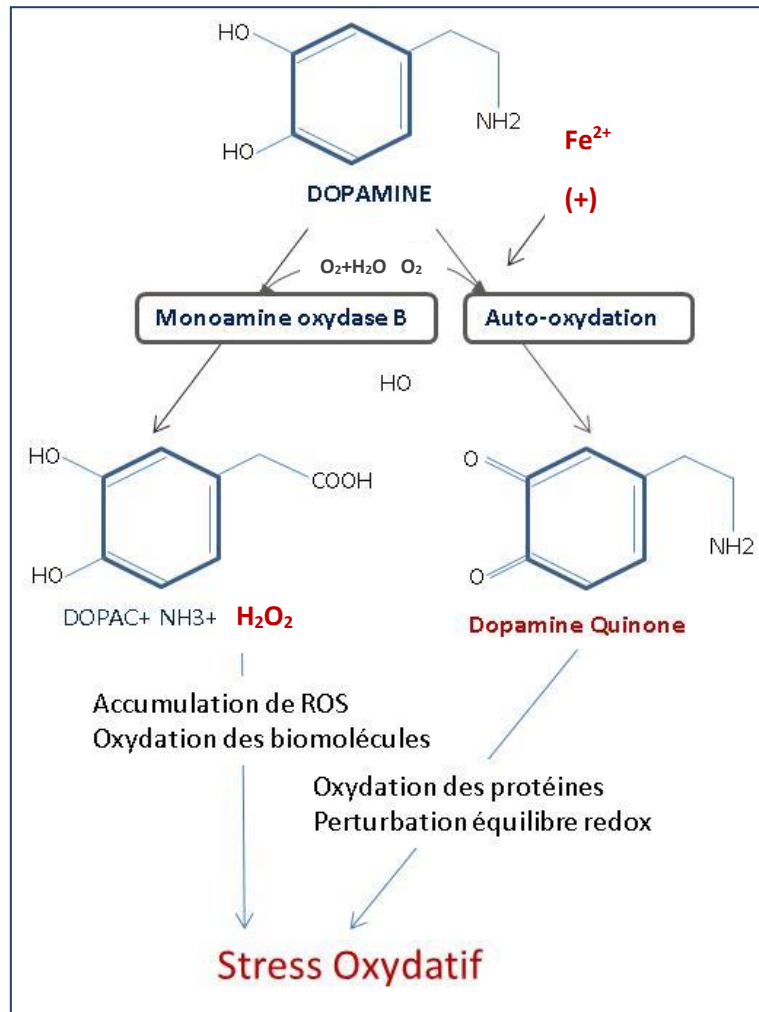 HO
HO
NH2
Fe²⁺
(+)
DOPAMINE
O₂+H₂O O₂
Monoamine oxydase B
Auto-oxydation
HO
HO
COOH
HO
O
O
NH2
DOPAC+ NH3+ H₂O₂
Dopamine Quinone
Accumulation de ROS
Oxydation des biomolécules
Oxydation des protéines
Perturbation équilibre redox
Stress Oxydatif